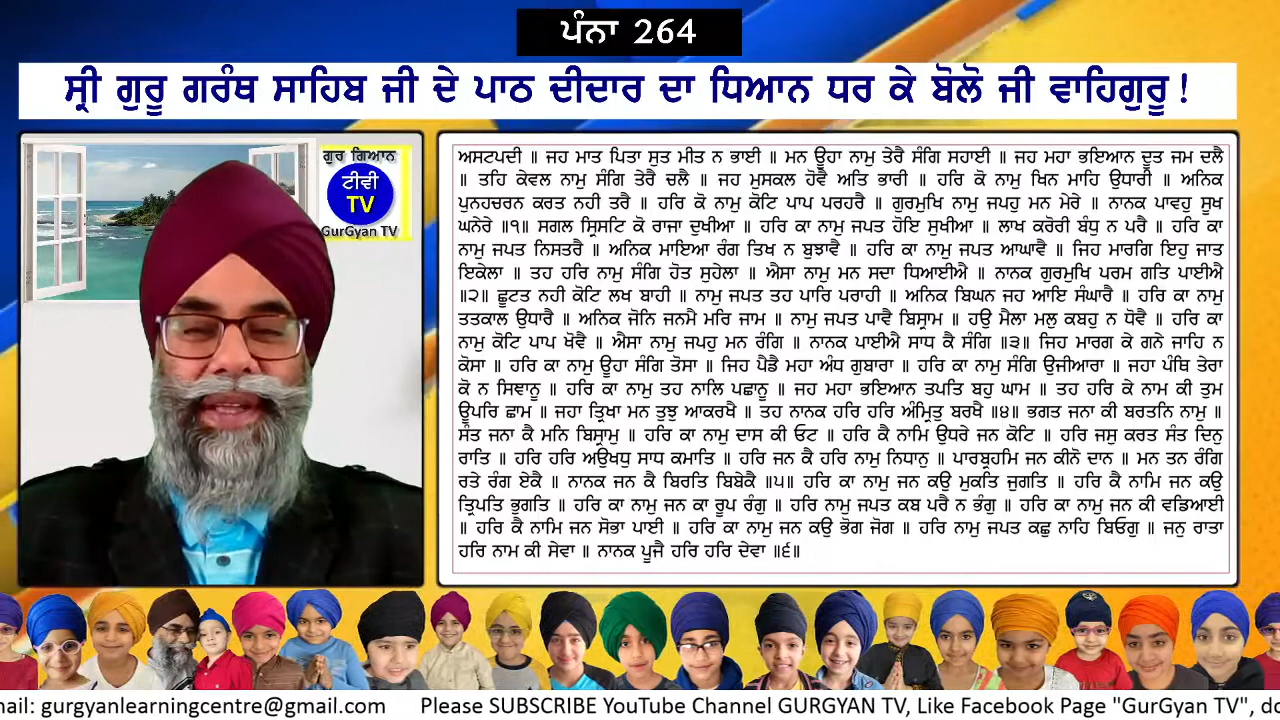 ਪੰਨਾ 264
ਸ੍ਰੀ ਗੁਰੂ ਗਰੰਥ ਸਾਹਿਬ ਜੀ ਦੇ ਪਾਠ ਦੀਦਾਰ ਦਾ ਧਿਆਨ ਧਰ ਕੇ ਬੋਲੋ ਜੀ ਵਾਹਿਗੁਰੂ !
ਗੁਰ ਗਿਆਨ
ਟੀਵੀ
TV
GurGyan TV
ਅਸਟਪਦੀ ॥ ਜਹ ਮਾਤ ਪਿਤਾ ਸੁਤ ਮੀਤ ਨ ਭਾਈ ॥ ਮਨ ਊਹਾ ਨਾਮੁ ਤੇਰੈ ਸੰਗਿ ਸਹਾਈ ॥ ਜਹ ਮਹਾ ਭਇਆਨ ਦੂਤ ਜਮ ਦਲੈ
॥ ਤਹਿ ਕੇਵਲ ਨਾਮੁ ਸੰਗਿ ਤੇਰੈ ਚਲੈ ॥ ਜਹ ਮੁਸਕਲ ਹੋਵੈ ਅਤਿ ਭਾਰੀ ॥ ਹਰਿ ਕੋ ਨਾਮੁ ਖਿਨ ਮਾਹਿ ਉਧਾਰੀ ॥ ਅਨਿਕ
ਪੁਨਹਚਰਨ ਕਰਤ ਨਹੀ ਤਰੈ ॥ ਹਰਿ ਕੋ ਨਾਮੁ ਕੋਟਿ ਪਾਪ ਪਰਹਰੈ ॥ ਗੁਰਮੁਖਿ ਨਾਮੁ ਜਪਹੁ ਮਨ ਮੇਰੇ ॥ ਨਾਨਕ ਪਾਵਹੁ ਸੂਖ
ਘਨੇਰੇ ॥੧॥ ਸਗਲ ਸ੍ਰਿਸਟਿ ਕੋ ਰਾਜਾ ਦੁਖੀਆ ॥ ਹਰਿ ਕਾ ਨਾਮੁ ਜਪਤ ਹੋਇ ਸੁਖੀਆ ॥ ਲਾਖ ਕਰੋਰੀ ਬੰਧੁ ਨ ਪਰੈ ॥ ਹਰਿ ਕਾ
ਨਾਮੁ ਜਪਤ ਨਿਸਤਰੈ ॥ ਅਨਿਕ ਮਾਇਆ ਰੰਗ ਤਿਖ ਨ ਬੁਝਾਵੈ ॥ ਹਰਿ ਕਾ ਨਾਮੁ ਜਪਤ ਆਘਾਵੈ ॥ ਜਿਹ ਮਾਰਗਿ ਇਹੁ ਜਾਤ
ਇਕੇਲਾ ॥ ਤਹ ਹਰਿ ਨਾਮੁ ਸੰਗਿ ਹੋਤ ਸੁਹੇਲਾ ॥ ਐਸਾ ਨਾਮੁ ਮਨ ਸਦਾ ਧਿਆਈਐ ॥ ਨਾਨਕ ਗੁਰਮੁਖਿ ਪਰਮ ਗਤਿ ਪਾਈਐ
॥੨॥ ਛੂਟਤ ਨਹੀ ਕੋਟਿ ਲਖ ਬਾਹੀ ॥ ਨਾਮੁ ਜਪਤ ਤਹ ਪਾਰਿ ਪਰਾਹੀ ॥ ਅਨਿਕ ਬਿਘਨ ਜਹ ਆਇ ਸੰਘਾਰੈ ॥ ਹਰਿ ਕਾ ਨਾਮੁ
ਤਤਕਾਲ ਉਧਾਰੈ ॥ ਅਨਿਕ ਜੋਨਿ ਜਨਮੈ ਮਰਿ ਜਾਮ ॥ ਨਾਮੁ ਜਪਤ ਪਾਵੈ ਬਿਸ੍ਰਾਮ ॥ ਹਉ ਮੈਲਾ ਮਲੁ ਕਬਹੁ ਨ ਧੋਵੈ ॥ ਹਰਿ ਕਾ
ਨਾਮੁ ਕੋਟਿ ਪਾਪ ਖੋਵੈ ॥ ਐਸਾ ਨਾਮੁ ਜਪਹੁ ਮਨ ਰੰਗਿ ॥ ਨਾਨਕ ਪਾਈਐ ਸਾਧ ਕੈ ਸੰਗਿ ॥੩॥ ਜਿਹ ਮਾਰਗ ਕੇ ਗਨੇ ਜਾਹਿ ਨ
ਕੋਸਾ ॥ ਹਰਿ ਕਾ ਨਾਮੁ ਊਹਾ ਸੰਗਿ ਤੋਸਾ ॥ ਜਿਹ ਪੈਡੈ ਮਹਾ ਅੰਧ ਗੁਬਾਰਾ ॥ ਹਰਿ ਕਾ ਨਾਮੁ ਸੰਗਿ ਉਜੀਆਰਾ ॥ ਜਹਾ ਪੰਥਿ ਤੇਰਾ
ਕੋ ਨ ਸਿਞਾਨੂ ॥ ਹਰਿ ਕਾ ਨਾਮੁ ਤਹ ਨਾਲਿ ਪਛਾਨੂ ॥ ਜਹ ਮਹਾ ਭਇਆਨ ਤਪਤਿ ਬਹੁ ਘਾਮ ॥ ਤਹ ਹਰਿ ਕੇ ਨਾਮ ਕੀ ਤੁਮ
ਊਪਰਿ ਛਾਮ ॥ ਜਹਾ ਤ੍ਰਿਖਾ ਮਨ ਤੁਝੁ ਆਕਰਖੈ ॥ ਤਹ ਨਾਨਕ ਹਰਿ ਹਰਿ ਅੰਮ੍ਰਿਤੁ ਬਰਖੈ ॥੪॥ ਭਗਤ ਜਨਾ ਕੀ ਬਰਤਨਿ ਨਾਮੁ ॥
ਸੰਤ ਜਨਾ ਕੈ ਮਨਿ ਬਿਸ੍ਰਾਮੁ ॥ ਹਰਿ ਕਾ ਨਾਮੁ ਦਾਸ ਕੀ ਓਟ ॥ ਹਰਿ ਕੈ ਨਾਮਿ ਉਧਰੇ ਜਨ ਕੋਟਿ ॥ ਹਰਿ ਜਸੁ ਕਰਤ ਸੰਤ ਦਿਨੁ
ਰਾਤਿ ॥ ਹਰਿ ਹਰਿ ਅਉਖਧੁ ਸਾਧ ਕਮਾਤਿ ॥ ਹਰਿ ਜਨ ਕੈ ਹਰਿ ਨਾਮੁ ਨਿਧਾਨੁ ॥ ਪਾਰਬ੍ਰਹਮਿ ਜਨ ਕੀਨੋ ਦਾਨ ॥ ਮਨ ਤਨ ਰੰਗਿ
ਰਤੇ ਰੰਗ ਏਕੈ ॥ ਨਾਨਕ ਜਨ ਕੈ ਬਿਰਤਿ ਬਿਬੇਕੈ ॥੫॥ ਹਰਿ ਕਾ ਨਾਮੁ ਜਨ ਕਉ ਮੁਕਤਿ ਜੁਗਤਿ ॥ ਹਰਿ ਕੈ ਨਾਮਿ ਜਨ ਕਉ
ਤ੍ਰਿਪਤਿ ਭੁਗਤਿ ॥ ਹਰਿ ਕਾ ਨਾਮੁ ਜਨ ਕਾ ਰੂਪ ਰੰਗੁ ॥ ਹਰਿ ਨਾਮੁ ਜਪਤ ਕਬ ਪਰੈ ਨ ਭੰਗੁ ॥ ਹਰਿ ਕਾ ਨਾਮੁ ਜਨ ਕੀ ਵਡਿਆਈ
॥ ਹਰਿ ਕੈ ਨਾਮਿ ਜਨ ਸੋਭਾ ਪਾਈ ॥ ਹਰਿ ਕਾ ਨਾਮੁ ਜਨ ਕਉ ਭੋਗ ਜੋਗ ॥ ਹਰਿ ਨਾਮੁ ਜਪਤ ਕਛੁ ਨਾਹਿ ਬਿਓਗੁ ॥ ਜਨੁ ਰਾਤਾ
ਹਰਿ ਨਾਮ ਕੀ ਸੇਵਾ ॥ ਨਾਨਕ ਪੂਜੈ ਹਰਿ ਹਰਿ ਦੇਵਾ ॥੬॥
nail: gurgyanlearningcentre@gmail.com Please SUBSCRIBE YouTube Channel GURGYAN TV, Like Facebook Page "GurGyan TV", dc